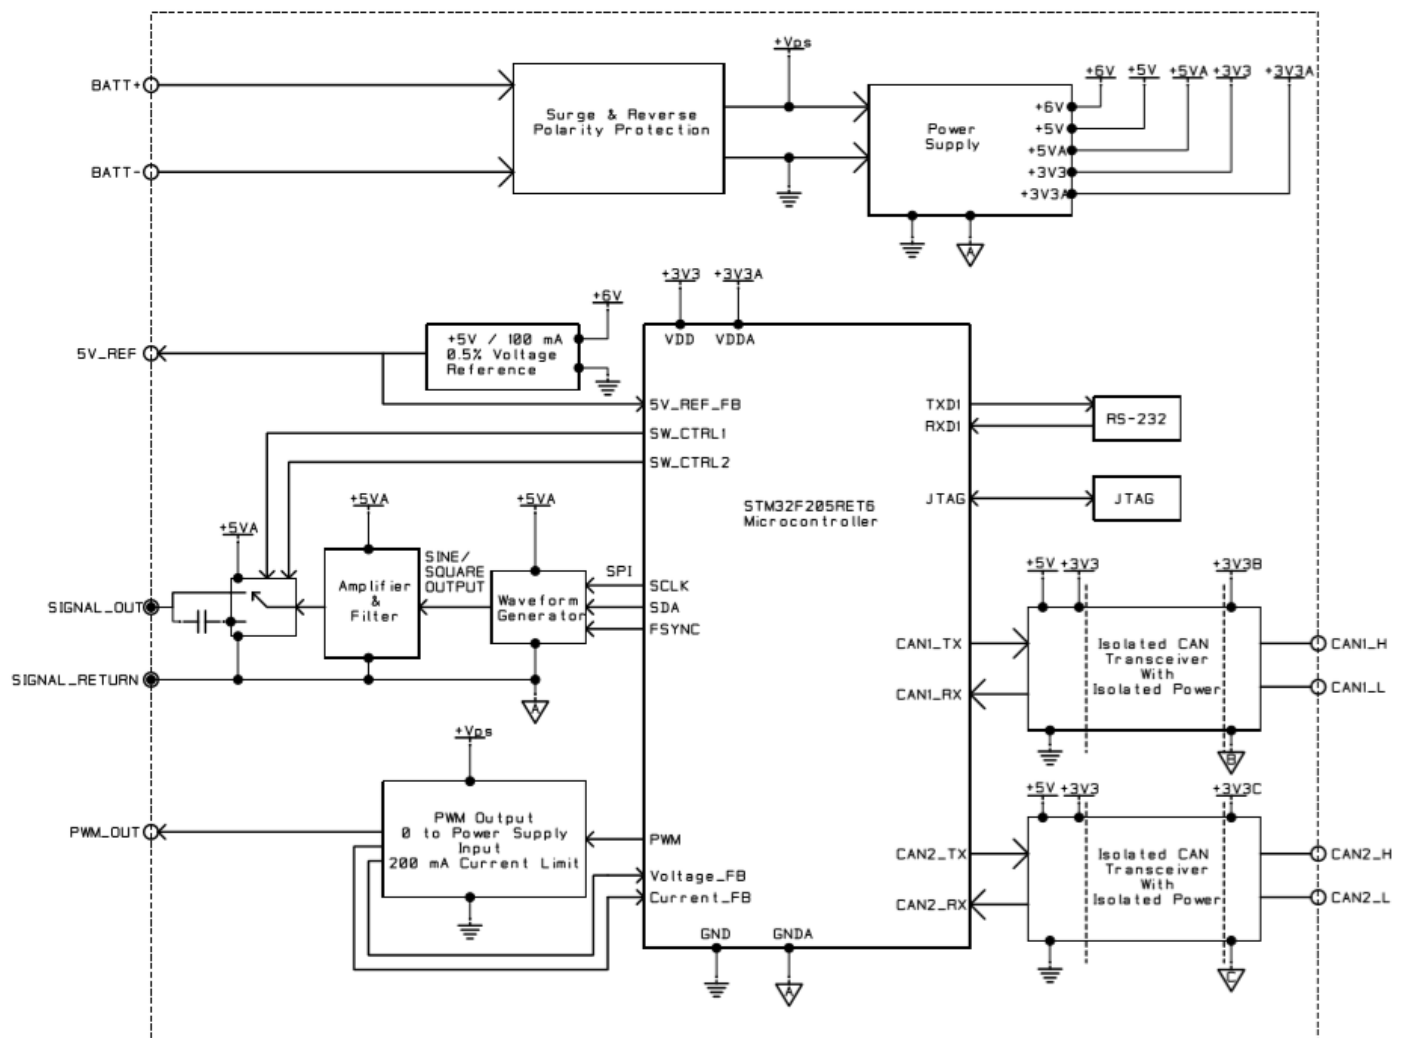 +Vps
BATT+
Surge & Reverse
Polarity Protection
BATT-
Power
Supply
+6V
+5V
+5VA
+3V3
+3V3A
+6V
+5V
+5VA
+3V3
+3V3A
A
+3V3
+3V3A
VDD
VDDA
+6V
+5V / 100 mA
0.5% Voltage
Reference
5V_REF
5V_REF_FB
SW_CTRL1
SW_CTRL2
TXD1
RXD1
RS-232
JTAG
JTAG
STM32F205RET6
Microcontroller
+5VA
+5VA
+5VA
SINE/
SQUARE
OUTPUT
Amplifier
&
Filter
Waveform
Generator
SPI
SCLK
SDA
FSYNC
SIGNAL_OUT
SIGNAL_RETURN
A
+5V
+3V3
+3V3B
Isolated CAN
Transceiver
With
Isolated Power
CAN1_TX
CAN1_RX
CAN1_H
CAN1_L
B
+Vps
PWM Output
0 to Power Supply
Input
200 mA Current Limit
PWM_OUT
PWM
Voltage_FB
Current_FB
+5V
+3V3
+3V3C
Isolated CAN
Transceiver
With
Isolated Power
CAN2_TX
CAN2_RX
CAN2_H
CAN2_L
C
GND
GNDA
A